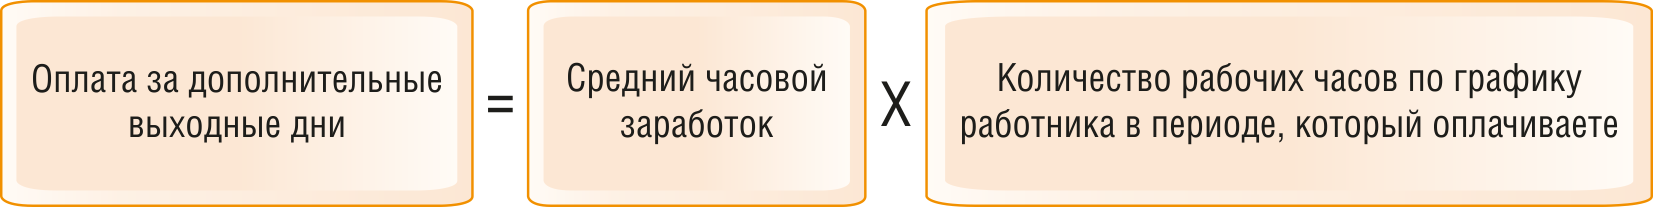 Оплата за дополнительные
выходные дни
=
Средний часовой
заработок
X
Количество рабочих часов по графику
работника в периоде, который оплачиваете